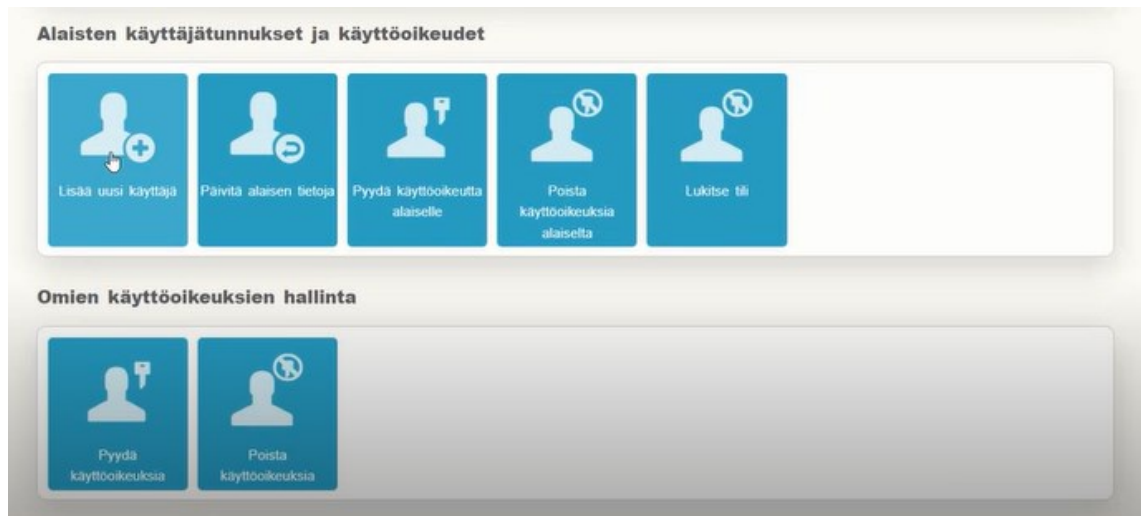 Alaisten käyttäjätunnukset ja käyttöoikeudet
Lisää uusi käyttäjä
Päivitä alaisen tietoja
Pyydä käyttöoikeutta
alaiselle
Poista
käyttöoikeuksia
alaiselta
Lukitse tili
Omien käyttöoikeuksien hallinta
Pyydä
käyttöoikeuksia
Poista
käyttöoikeuksia